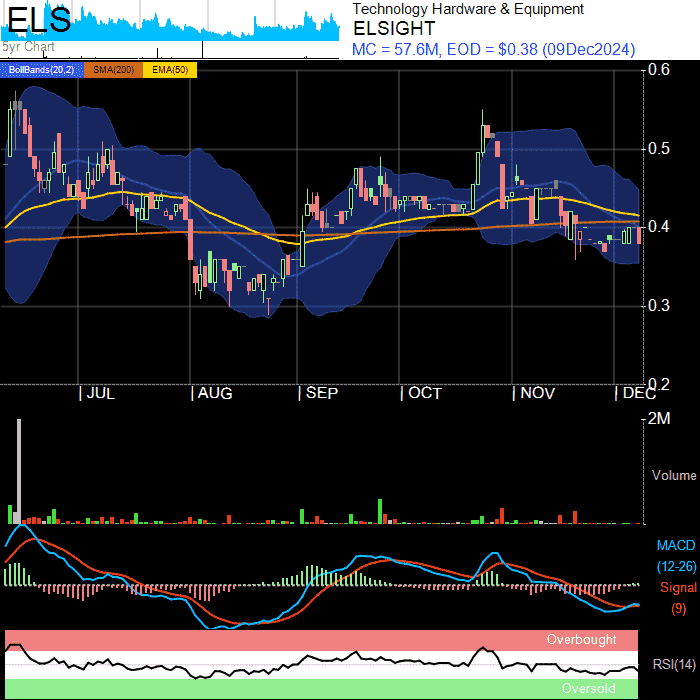 ELS
5yr Chart
Technology Hardware & Equipment
ELSIGHT
MC = 57.6M, EOD = $0.38 (09Dec2024)
BollBands(20,2) SMA(200) EMA(50)
0.6
0.5
0.4
0.3
0.2
JUL AUG SEP OCT NOV DEC
2M
Volume
MACD
(12-26)
Signal
(9)
Overbought
RSI(14)
Oversold